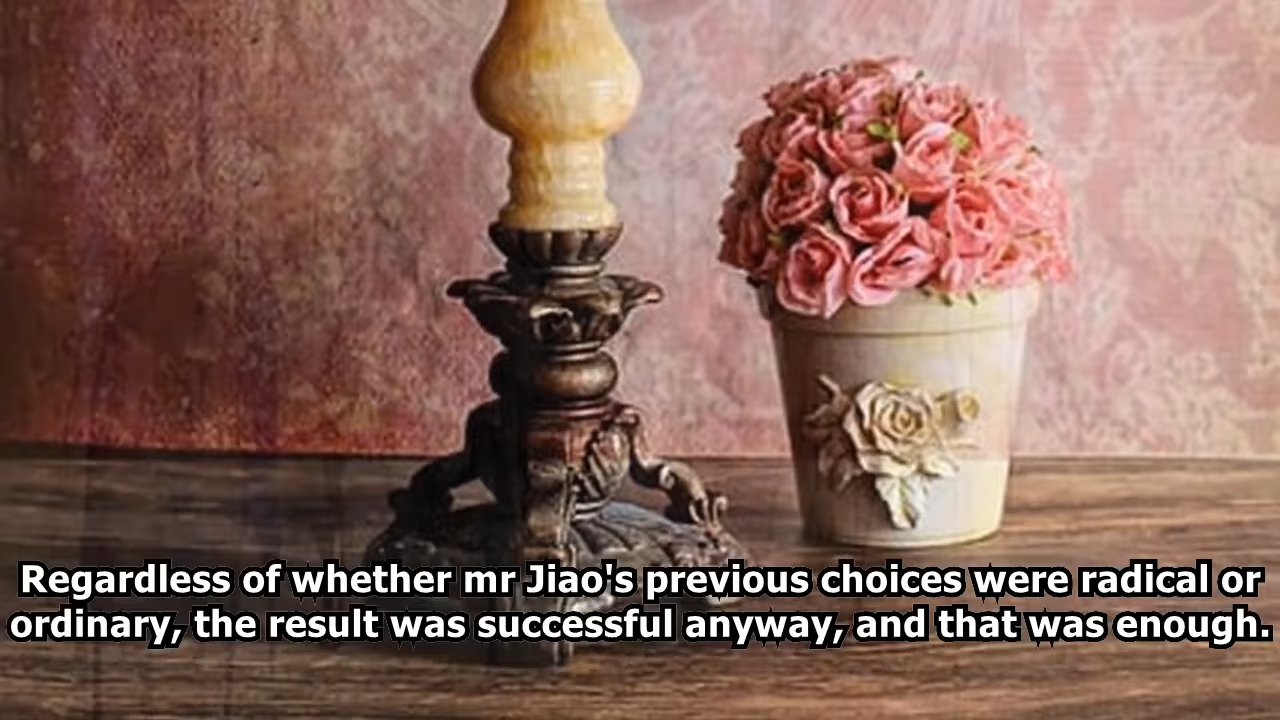 Regardless of whether mr Jiao's previous choices were radical or
ordinary, the result was successful anyway, and that was enough.